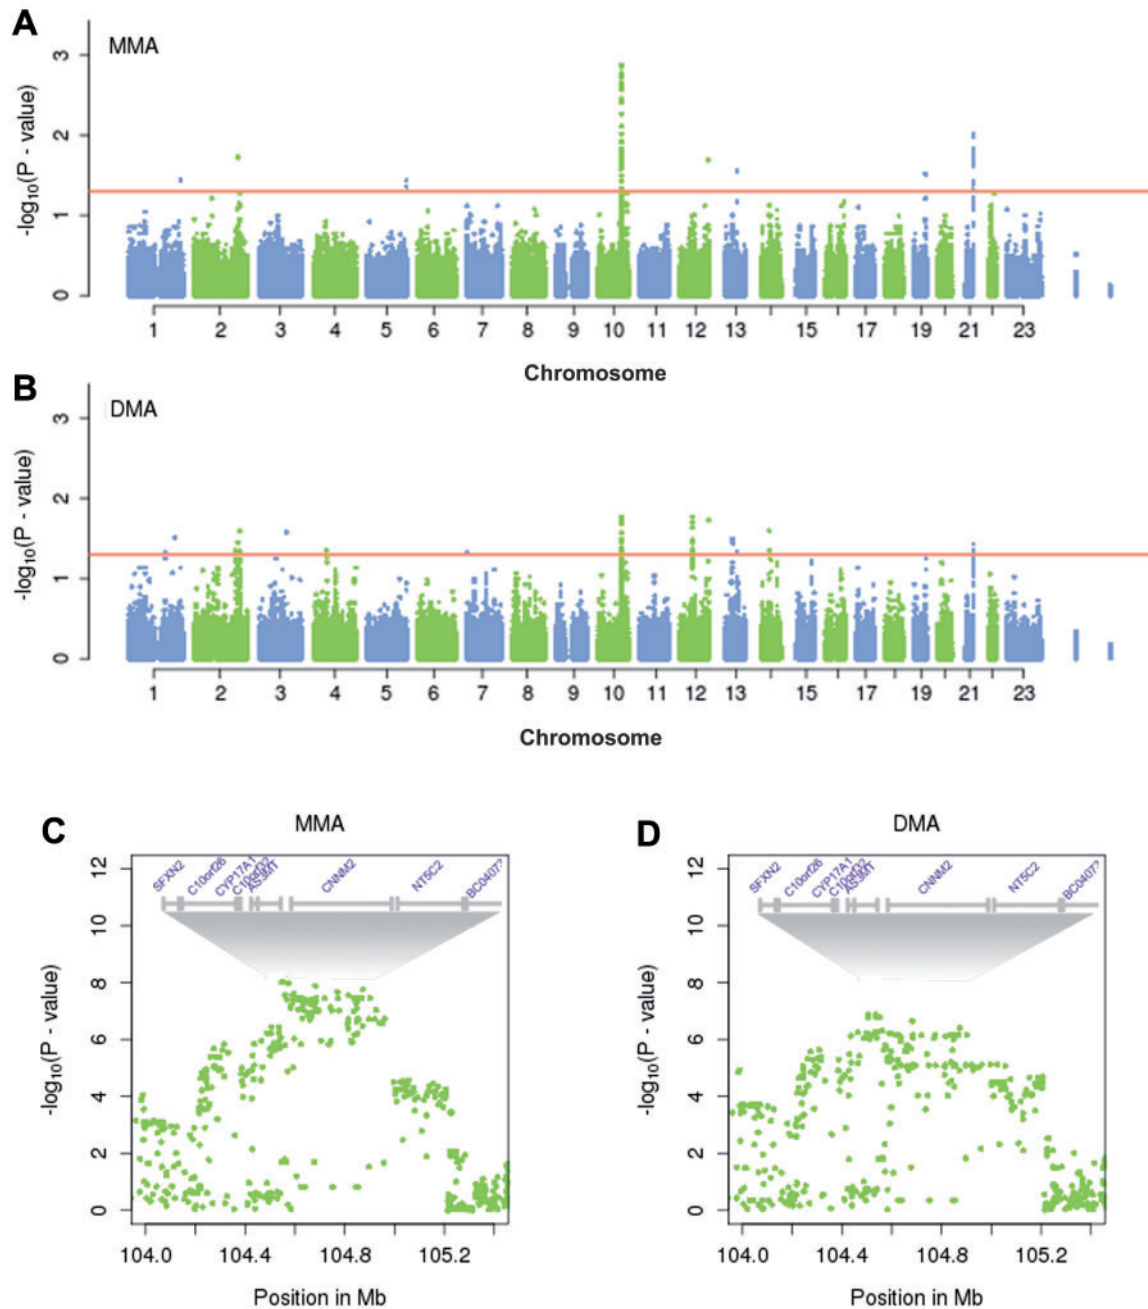 A
MMA
-log10(P - value)
3
2
1
0
1 2 3 4 5 6 7 8 9 10 11 12 13 14 15 17 19 21 23
Chromosome
B
DMA
-log10(P - value)
3
2
1
0
1 2 3 4 5 6 7 8 9 10 11 12 13 15 17 19 21 23
Chromosome
C
MMA
SFXN2 C10orf26 CYP17A1 C10orf32 AS3MT CNNM2 NT5C2 BC0407?
-log10(P - value)
12
10
8
6
4
2
0
104.0 104.4 104.8 105.2
Position in Mb
D
DMA
SFXN2 C10orf26 CYP17A1 C10orf32 AS3MT CNNM2 NT5C2 BC0407?
-log10(P - value)
12
10
8
6
4
2
0
104.0 104.4 104.8 105.2
Position in Mb